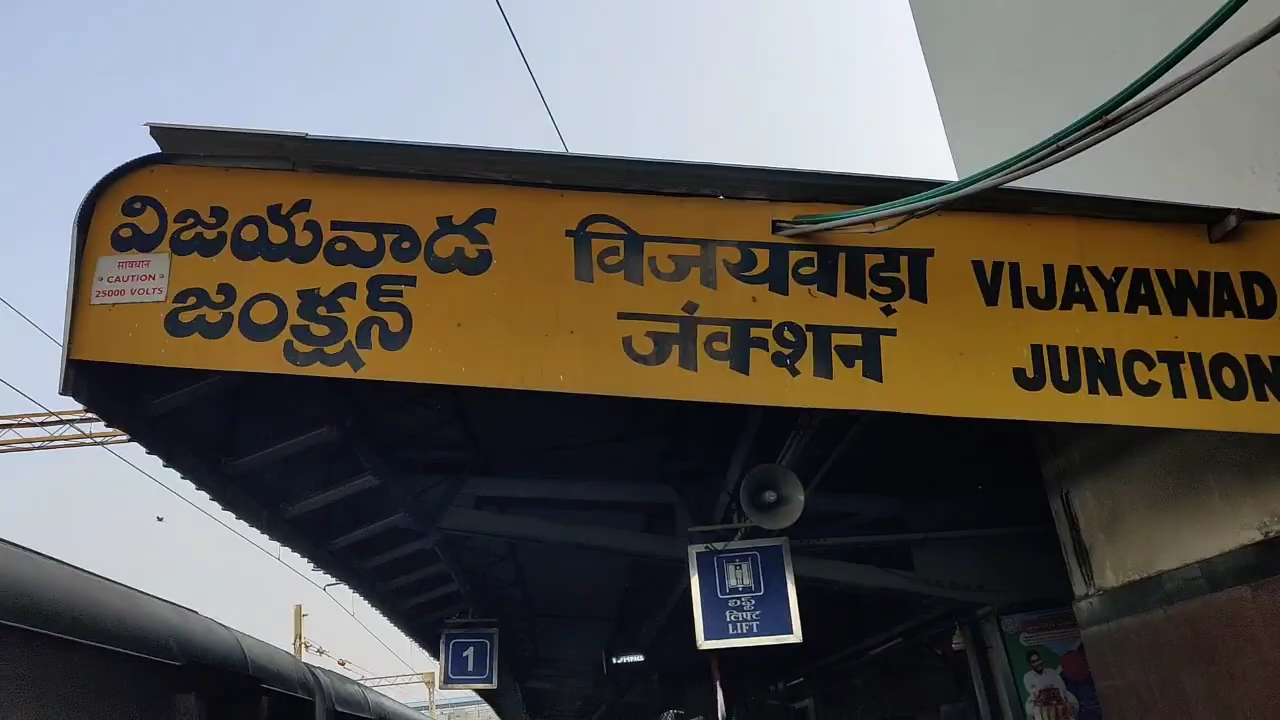 విజయవాడ
జంక్షన్
विजयवाड़ा
जंक्शन
VIJAYAWAD
JUNCTION
सावधान
CAUTION
25000 VOLTS
లిఫ్ట్
लिफ्ट
LIFT
1